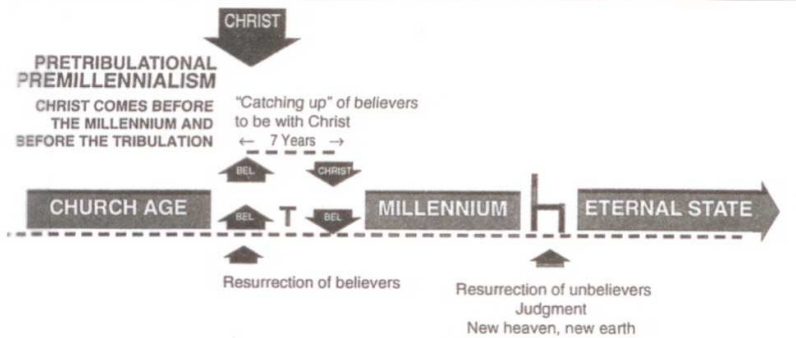 CHRIST
PRETRIBULATIONAL
PREMILLENNIALISM
CHRIST COMES BEFORE
THE MILLENNIUM AND
BEFORE THE TRIBULATION
"Catching up" of believers
to be with Christ
← 7 Years →
BEL
CHRIST
CHURCH AGE
BEL
T
BEL
MILLENNIUM
ETERNAL STATE
Resurrection of believers
Resurrection of unbelievers
Judgment
New heaven, new earth